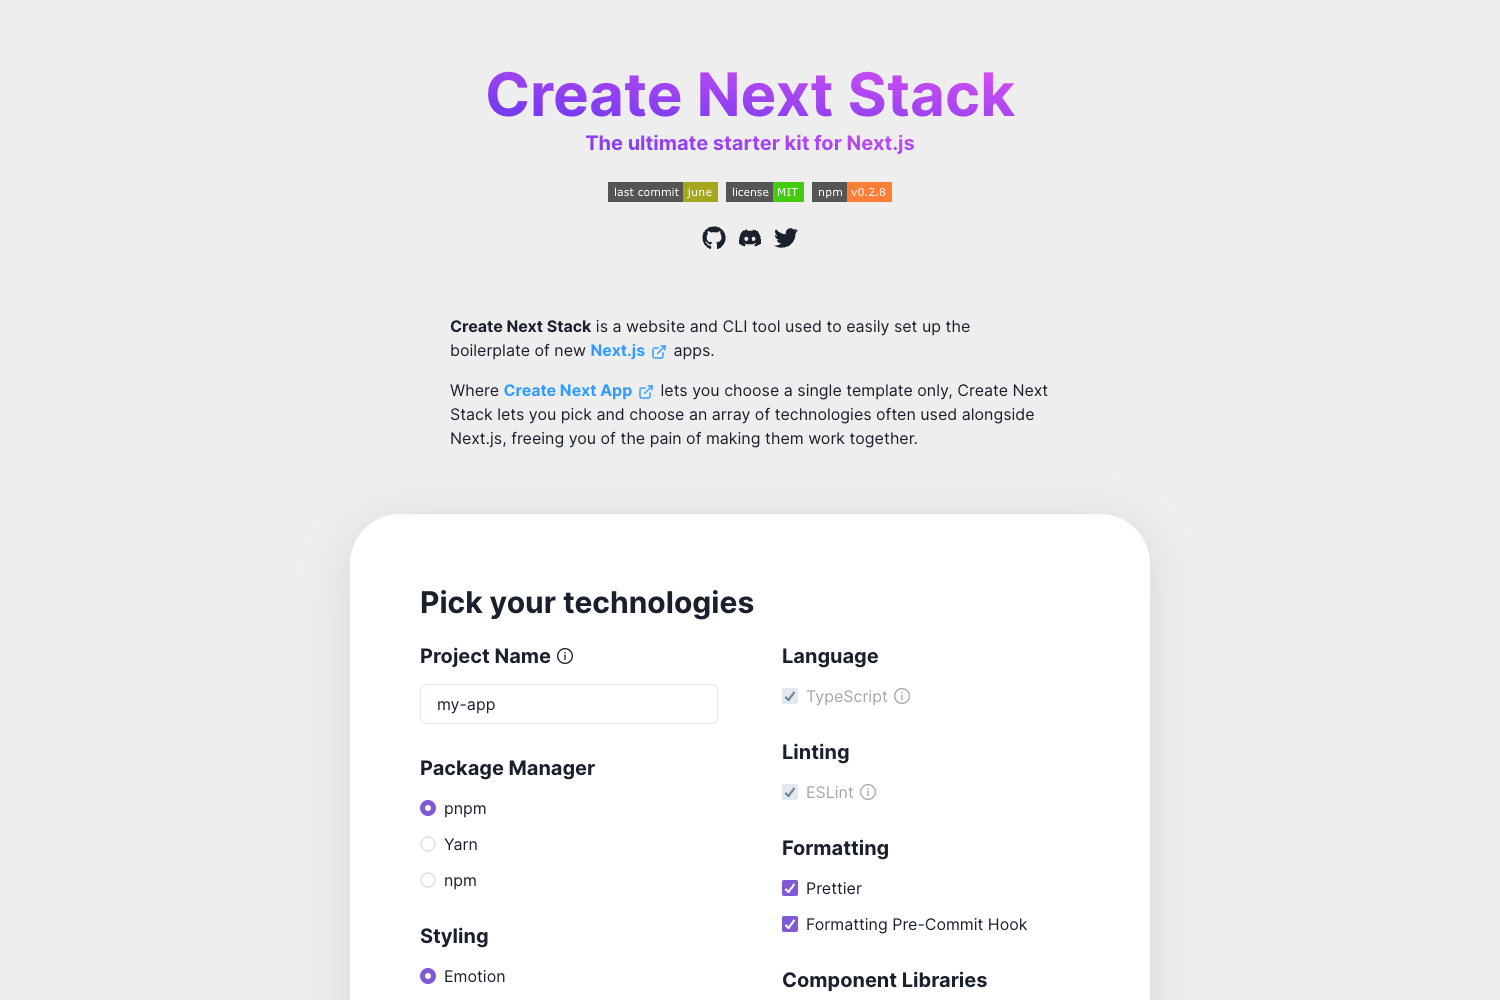 Create Next Stack
The ultimate starter kit for Next.js
last commit june license MIT npm v0.2.8
Create Next Stack is a website and CLI tool used to easily set up the
boilerplate of new Next.js apps.
Where Create Next App lets you choose a single template only, Create Next
Stack lets you pick and choose an array of technologies often used alongside
Next.js, freeing you of the pain of making them work together.
Pick your technologies
Project Name
my-app
Package Manager
pnpm
Yarn
npm
Styling
Emotion
Language
TypeScript
Linting
ESLint
Formatting
Prettier
Formatting Pre-Commit Hook
Component Libraries